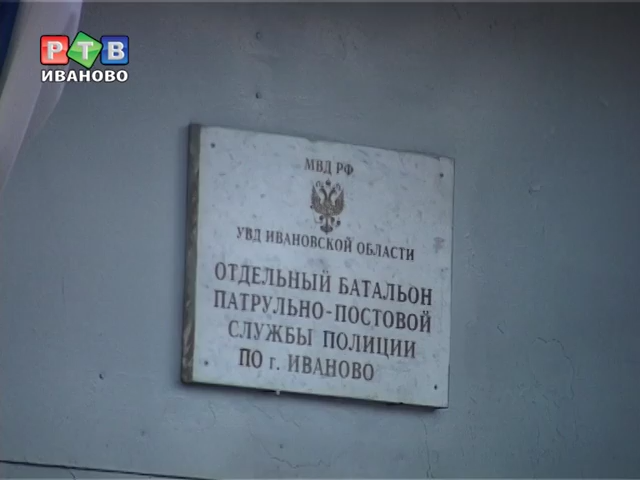 РТВ
ИВАНОВО
МВД РФ
УВД ИВАНОВСКОЙ ОБЛАСТИ
ОТДЕЛЬНЫЙ БАТАЛЬОН
ПАТРУЛЬНО-ПОСТОВОЙ
СЛУЖБЫ ПОЛИЦИИ
ПО г. ИВАНОВО